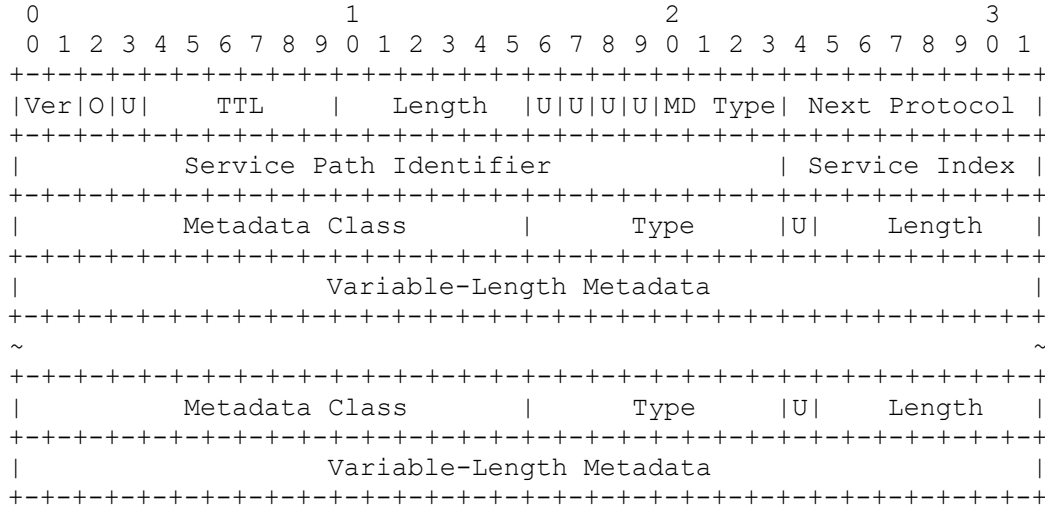 0                   1                   2                   3
 0 1 2 3 4 5 6 7 8 9 0 1 2 3 4 5 6 7 8 9 0 1 2 3 4 5 6 7 8 9 0 1
+-+-+-+-+-+-+-+-+-+-+-+-+-+-+-+-+-+-+-+-+-+-+-+-+-+-+-+-+-+-+-+-+
|Ver|O|U|    TTL    |   Length  |U|U|U|U|MD Type| Next Protocol |
+-+-+-+-+-+-+-+-+-+-+-+-+-+-+-+-+-+-+-+-+-+-+-+-+-+-+-+-+-+-+-+-+
|          Service Path Identifier              | Service Index |
+-+-+-+-+-+-+-+-+-+-+-+-+-+-+-+-+-+-+-+-+-+-+-+-+-+-+-+-+-+-+-+-+
|          Metadata Class       |      Type     |U|    Length   |
+-+-+-+-+-+-+-+-+-+-+-+-+-+-+-+-+-+-+-+-+-+-+-+-+-+-+-+-+-+-+-+-+
|                   Variable-Length Metadata                    |
+-+-+-+-+-+-+-+-+-+-+-+-+-+-+-+-+-+-+-+-+-+-+-+-+-+-+-+-+-+-+-+-+
~                                                               ~
+-+-+-+-+-+-+-+-+-+-+-+-+-+-+-+-+-+-+-+-+-+-+-+-+-+-+-+-+-+-+-+-+
|          Metadata Class       |      Type     |U|    Length   |
+-+-+-+-+-+-+-+-+-+-+-+-+-+-+-+-+-+-+-+-+-+-+-+-+-+-+-+-+-+-+-+-+
|                   Variable-Length Metadata                    |
+-+-+-+-+-+-+-+-+-+-+-+-+-+-+-+-+-+-+-+-+-+-+-+-+-+-+-+-+-+-+-+-+